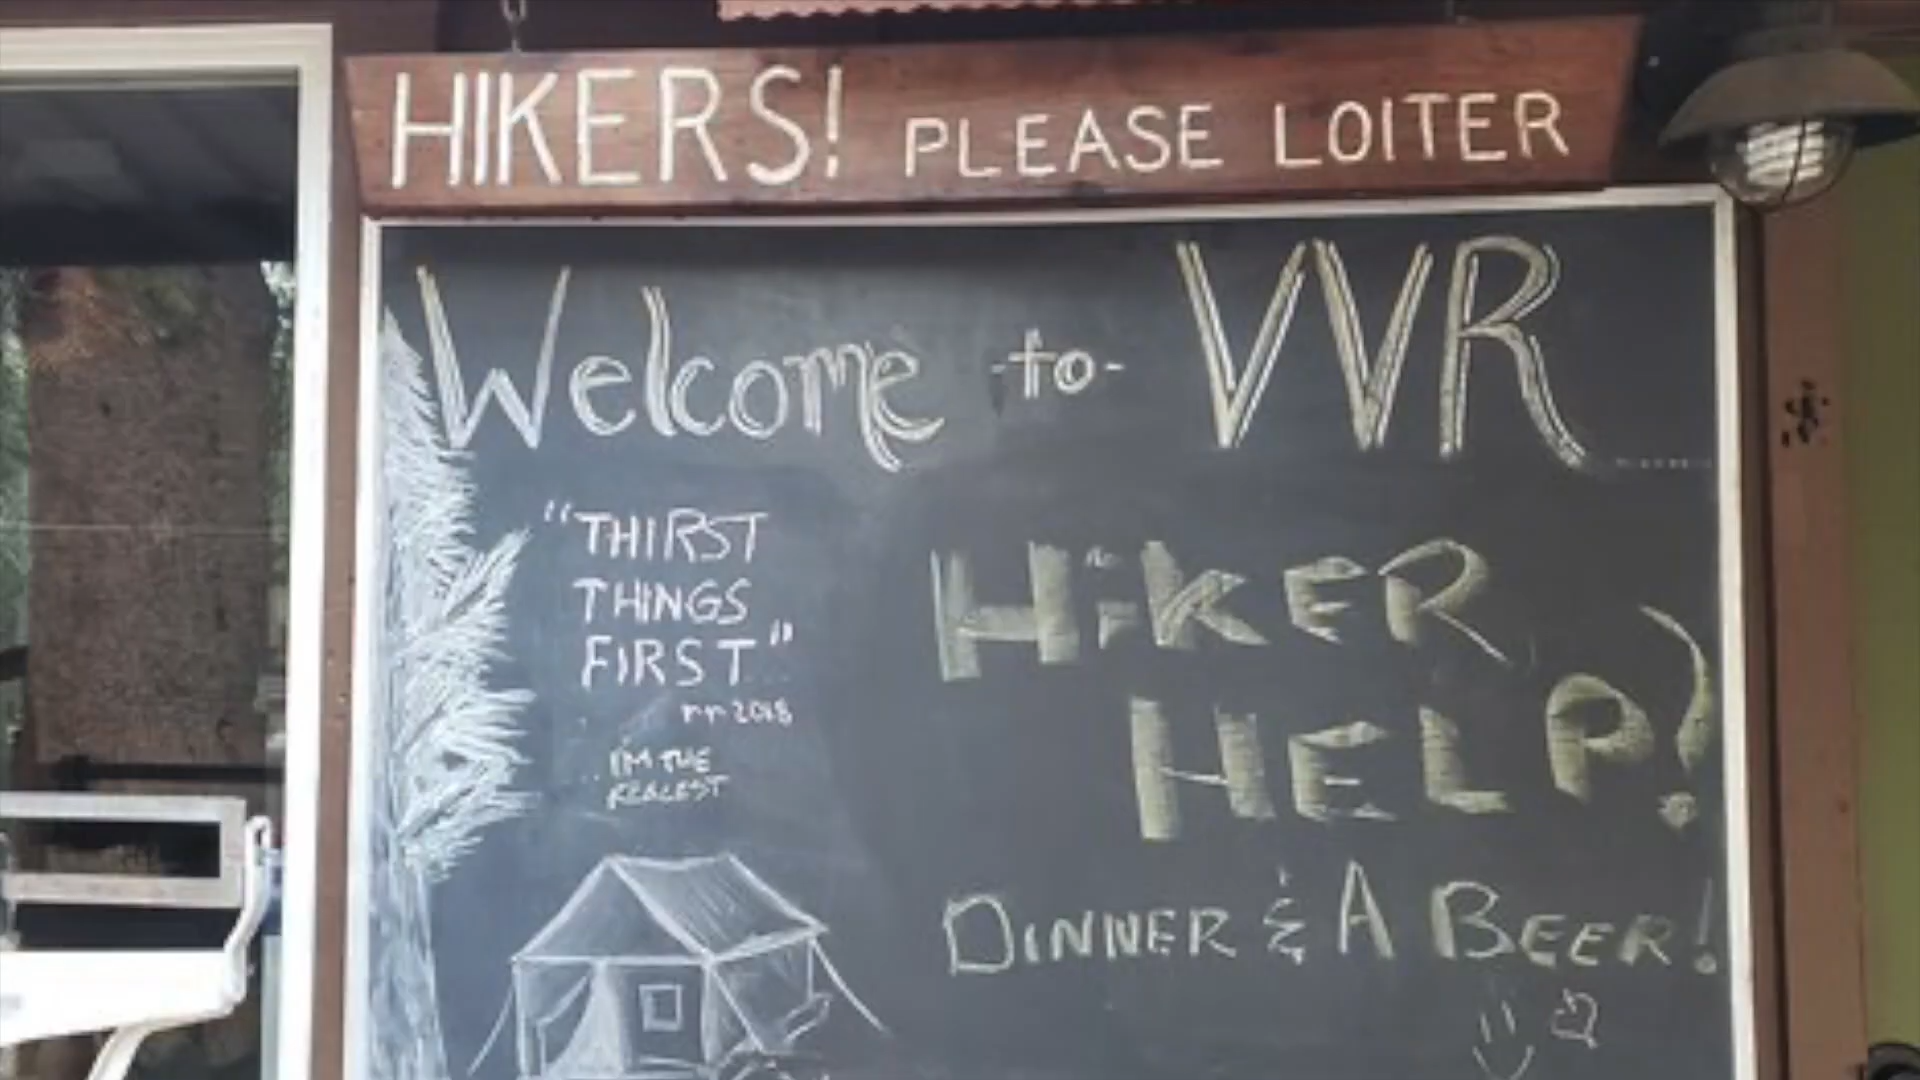 HIKERS! PLEASE LOITER
Welcome -to- VVR
"THIRST
THINGS
FIRST"
2018
I'M THE
REALEST
HiKER
HELP!
DINNER & A BEER!